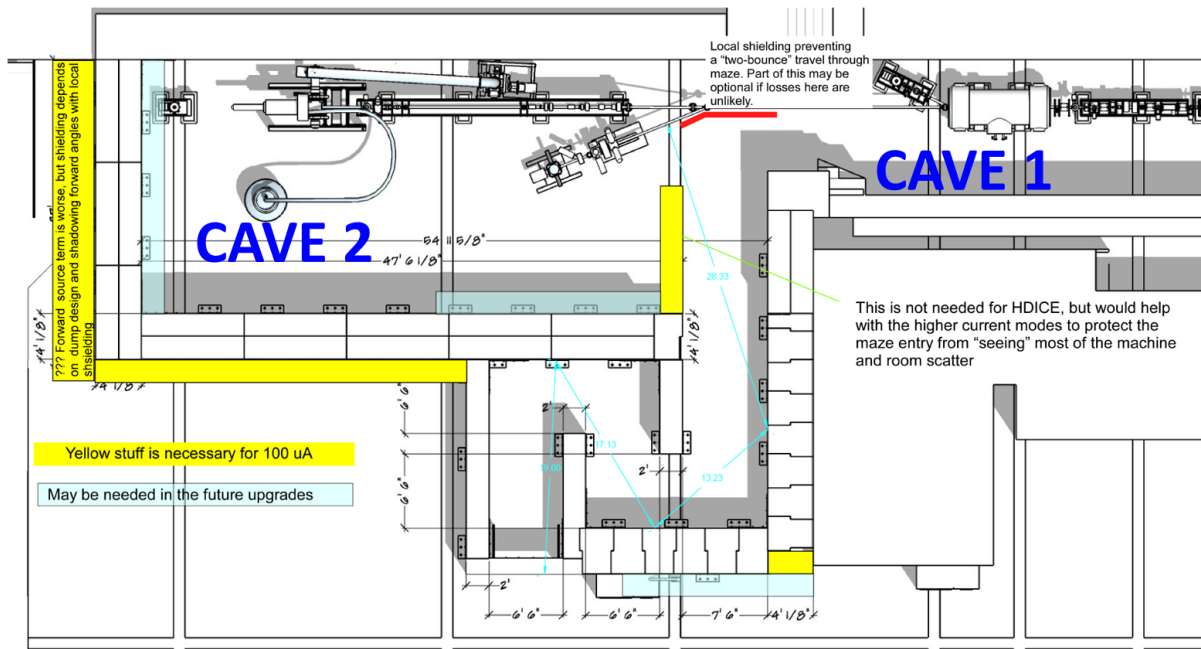 Local shielding preventing
a “two-bounce” travel through
maze. Part of this may be
optional if losses here are
unlikely.
CAVE 1
CAVE 2
54 11 5/8"
47' 6 1/8"
??? Forward source term is worse, but shielding depends
on dump design and shadowing forward angles with local
shsielding
28.33
This is not needed for HDICE, but would help
with the higher current modes to protect the
maze entry from “seeing” most of the machine
and room scatter
4' 1/8"
4' 1/8"
4' 1/8"
6' 6"
2'
17.13
19.00
2'
13.23
6' 6"
Yellow stuff is necessary for 100 uA
May be needed in the future upgrades
2'
6' 6"
6' 6"
7' 6"
4' 1/8"